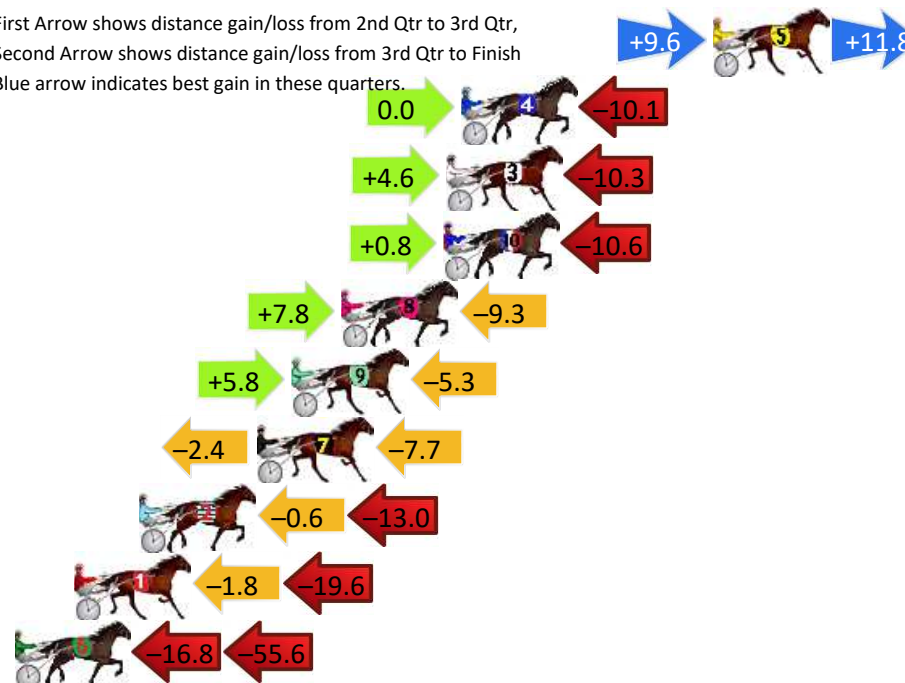 First Arrow shows distance gain/loss from 2nd Qtr to 3rd Qtr,
Second Arrow shows distance gain/loss from 3rd Qtr to Finish
Blue arrow indicates best gain in these quarters.
+9.6 5 +11.8
0.0 4 –10.1
+4.6 3 –10.3
+0.8 10 –10.6
+7.8 8 –9.3
+5.8 9 –5.3
–2.4 7 –7.7
2 –0.6 –13.0
1 –1.8 –19.6
6 –16.8 –55.6